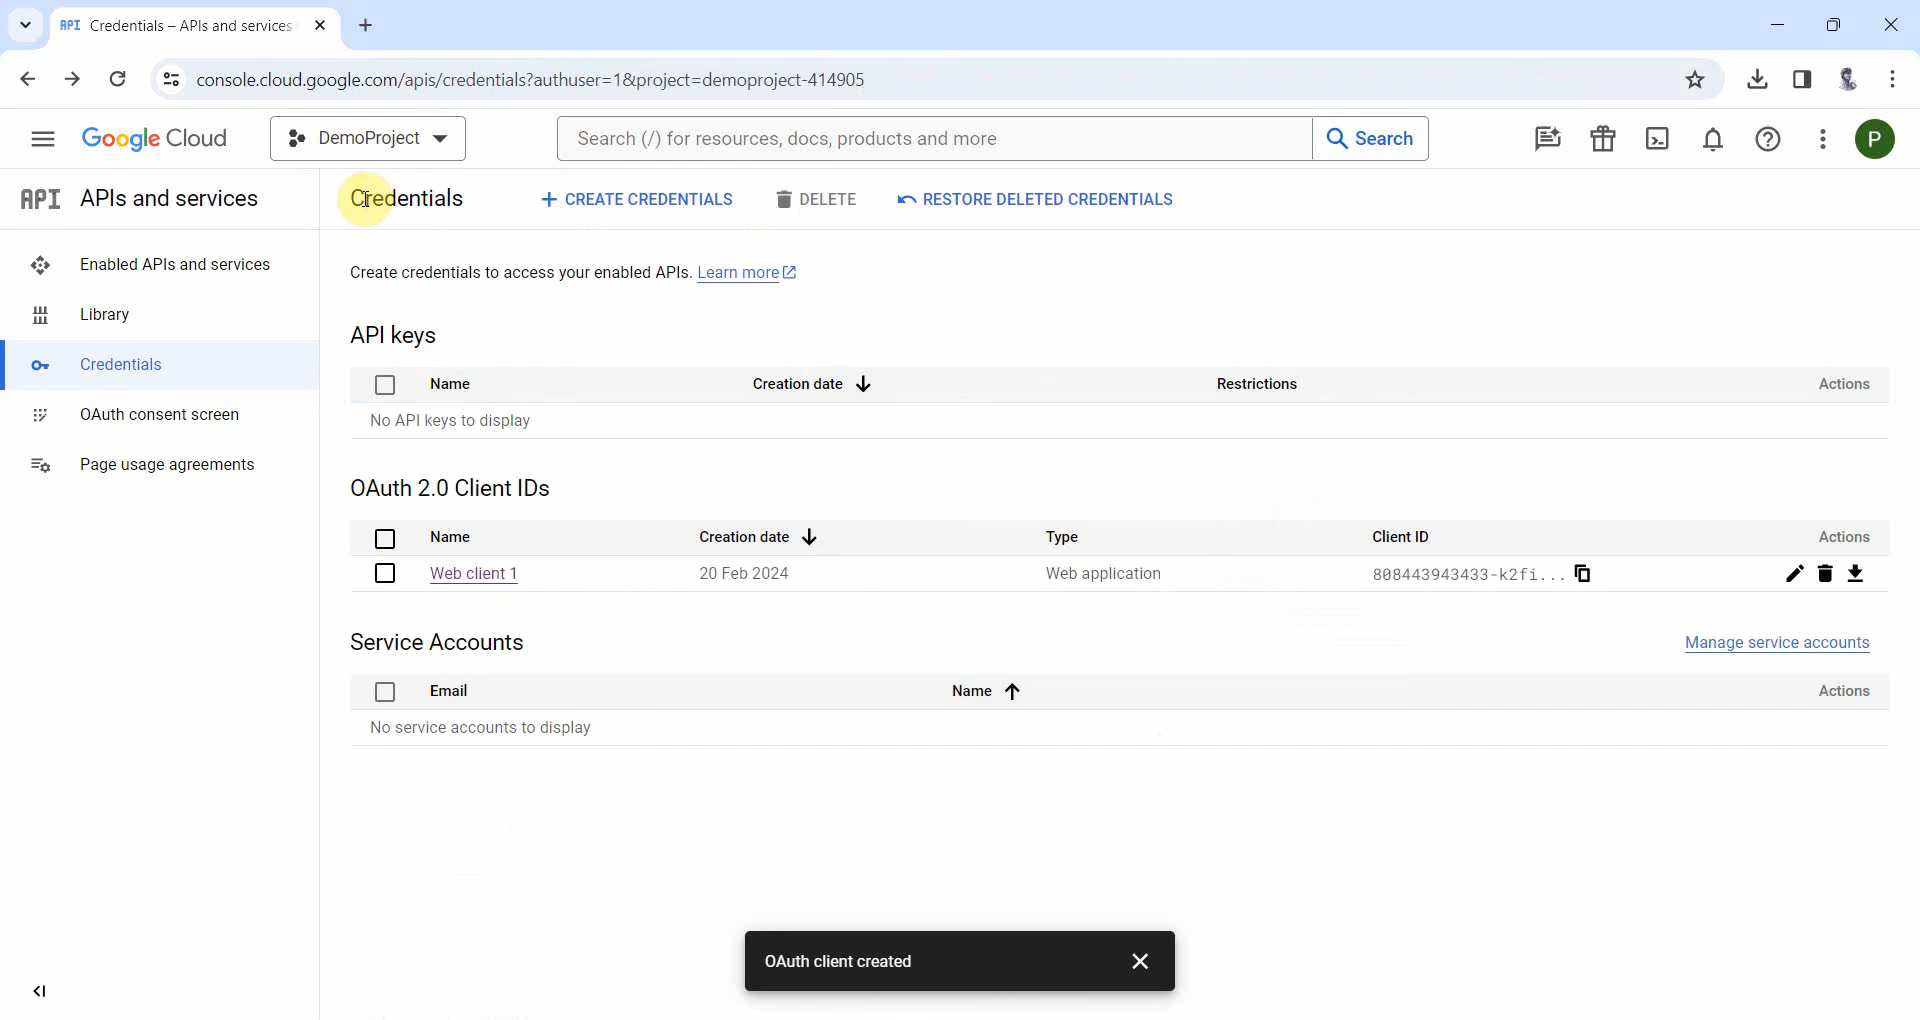 API Credentials – APIs and services
console.cloud.google.com/apis/credentials?authuser=1&project=demoproject-414905
Google Cloud
DemoProject
Search (/) for resources, docs, products and more
Search
P
API APIs and services
Credentials
CREATE CREDENTIALS
DELETE
RESTORE DELETED CREDENTIALS
Enabled APIs and services
Library
Credentials
OAuth consent screen
Page usage agreements
Create credentials to access your enabled APIs. Learn more
API keys
Name Creation date Restrictions Actions
No API keys to display
OAuth 2.0 Client IDs
Name Creation date Type Client ID Actions
Web client 1 20 Feb 2024 Web application 808443943433-k2fi...
Service Accounts
Manage service accounts
Email Name Actions
No service accounts to display
OAuth client created